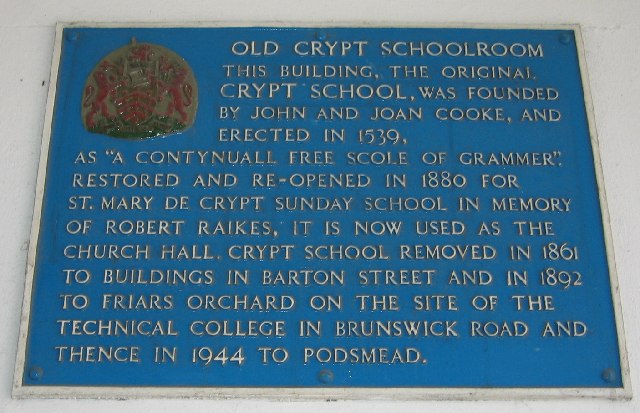 OLD CRYPT SCHOOLROOM
THIS BUILDING, THE ORIGINAL
CRYPT SCHOOL, WAS FOUNDED
BY JOHN AND JOAN COOKE, AND
ERECTED IN 1539,
AS "A CONTYNUALL FREE SCOLE OF GRAMMER".
RESTORED AND RE-OPENED IN 1880 FOR
ST. MARY DE CRYPT SUNDAY SCHOOL IN MEMORY
OF ROBERT RAIKES, IT IS NOW USED AS THE
CHURCH HALL. CRYPT SCHOOL REMOVED IN 1861
TO BUILDINGS IN BARTON STREET AND IN 1892
TO FRIARS ORCHARD ON THE SITE OF THE
TECHNICAL COLLEGE IN BRUNSWICK ROAD AND
THENCE IN 1944 TO PODSMEAD.